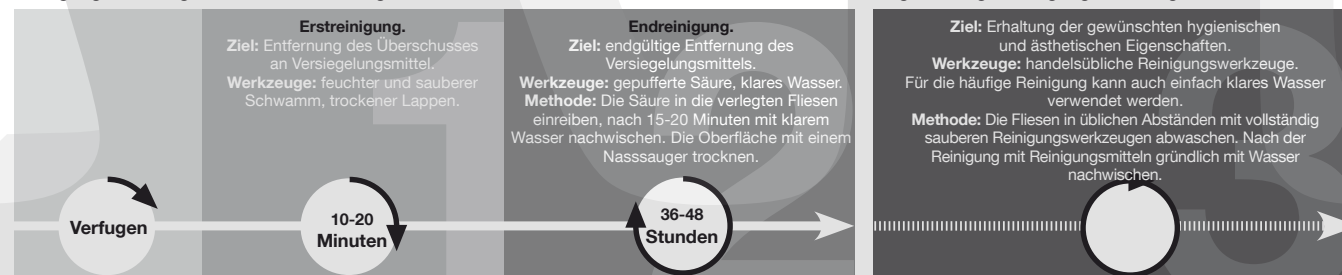 Erstreinigung.
Ziel: Entfernung des Überschusses
an Versiegelungsmittel.
Werkzeuge: feuchter und sauberer
Schwamm, trockener Lappen.
Endreinigung.
Ziel: endgültige Entfernung des
Versiegelungsmittels.
Werkzeuge: gepufferte Säure, klares Wasser.
Methode: Die Säure in die verlegten Fliesen
einreiben, nach 15-20 Minuten mit klarem
Wasser nachwischen. Die Oberfläche mit einem
Nasssauger trocknen.
Ziel: Erhaltung der gewünschten hygienischen
und ästhetischen Eigenschaften.
Werkzeuge: handelsübliche Reinigungswerkzeuge.
Für die häufige Reinigung kann auch einfach klares Wasser
verwendet werden.
Methode: Die Fliesen in üblichen Abständen mit vollständig
sauberen Reinigungswerkzeugen abwaschen. Nach der
Reinigung mit Reinigungsmitteln gründlich mit Wasser
nachwischen.
1
2
3
Verfugen
10-20
Minuten
36-48
Stunden